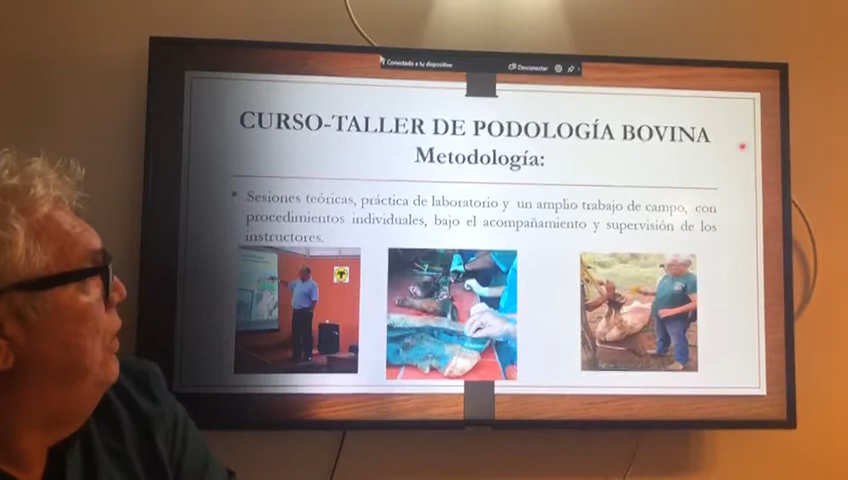 Conectado a tu dispositivo
Desconectar
CURSO-TALLER DE PODOLOGÍA BOVINA
Metodología:
• Sesiones teóricas, práctica de laboratorio y un amplio trabajo de campo, con
procedimientos individuales, bajo el acompañamiento y supervisión de los
instructores.